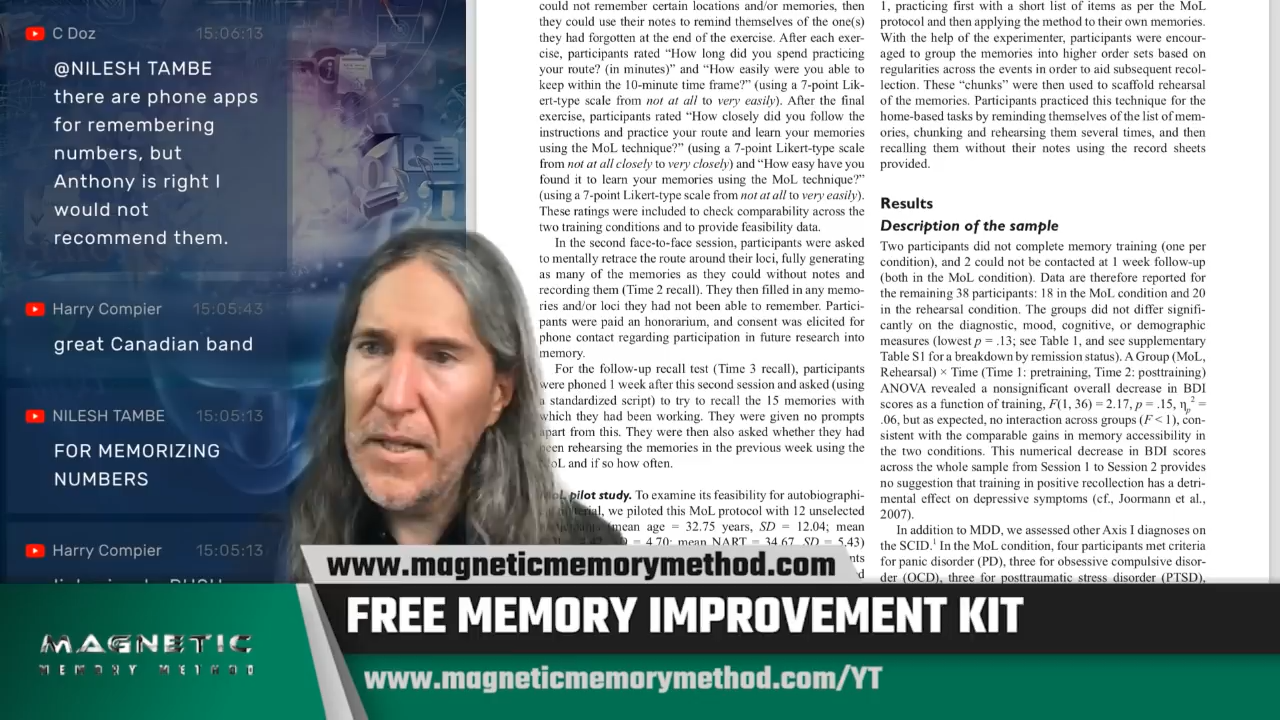 C Doz 15:06:13
@NILESH TAMBE
there are phone apps
for remembering
numbers, but
Anthony is right I
would not
recommend them.
Harry Compier 15:05:43
great Canadian band
NILESH TAMBE 15:05:13
FOR MEMORIZING
NUMBERS
Harry Compier 15:05:13
could not remember certain locations and/or memories, then
they could use their notes to remind themselves of the one(s)
they had forgotten at the end of the exercise. After each exer-
cise, participants rated “How long did you spend practicing
your route? (in minutes)” and “How easily were you able to
keep within the 10-minute time frame?” (using a 7-point Lik-
ert-type scale from not at all to very easily). After the final
exercise, participants rated “How closely did you follow the
instructions and practice your route and learn your memories
using the MoL technique?” (using a 7-point Likert-type scale
from not at all closely to very closely) and “How easy have you
found it to learn your memories using the MoL technique?”
(using a 7-point Likert-type scale from not at all to very easily).
These ratings were included to check comparability across the
two training conditions and to provide feasibility data.
In the second face-to-face session, participants were asked
to mentally retrace the route around their loci, fully generating
as many of the memories as they could without notes and
recording them (Time 2 recall). They then filled in any memo-
ries and/or loci they had not been able to remember. Partici-
pants were paid an honorarium, and consent was elicited for
phone contact regarding participation in future research into
memory.
For the follow-up recall test (Time 3 recall), participants
were phoned 1 week after this second session and asked (using
a standardized script) to try to recall the 15 memories with
which they had been working. They were given no prompts
apart from this. They were then also asked whether they had
been rehearsing the memories in the previous week using the
MoL and if so how often.
MoL pilot study. To examine its feasibility for autobiographi-
material, we piloted this MoL protocol with 12 unselected
(mean age = 32.75 years, SD = 12.04; mean
= 4.70; mean NART = 34.67, SD = 5.43)
1, practicing first with a short list of items as per the MoL
protocol and then applying the method to their own memories.
With the help of the experimenter, participants were encour-
aged to group the memories into higher order sets based on
regularities across the events in order to aid subsequent recol-
lection. These “chunks” were then used to scaffold rehearsal
of the memories. Participants practiced this technique for the
home-based tasks by reminding themselves of the list of mem-
ories, chunking and rehearsing them several times, and then
recalling them without their notes using the record sheets
provided.
Results
Description of the sample
Two participants did not complete memory training (one per
condition), and 2 could not be contacted at 1 week follow-up
(both in the MoL condition). Data are therefore reported for
the remaining 38 participants: 18 in the MoL condition and 20
in the rehearsal condition. The groups did not differ signifi-
cantly on the diagnostic, mood, cognitive, or demographic
measures (lowest p = .13; see Table 1, and see supplementary
Table S1 for a breakdown by remission status). A Group (MoL,
Rehearsal) × Time (Time 1: pretraining, Time 2: posttraining)
ANOVA revealed a nonsignificant overall decrease in BDI
scores as a function of training, F(1, 36) = 2.17, p = .15, ηp² =
.06, but as expected, no interaction across groups (F < 1), con-
sistent with the comparable gains in memory accessibility in
the two conditions. This numerical decrease in BDI scores
across the whole sample from Session 1 to Session 2 provides
no suggestion that training in positive recollection has a detri-
mental effect on depressive symptoms (cf., Joormann et al.,
2007).
In addition to MDD, we assessed other Axis I diagnoses on
the SCID.¹ In the MoL condition, four participants met criteria
for panic disorder (PD), three for obsessive compulsive disor-
der (OCD), three for posttraumatic stress disorder (PTSD),
www.magneticmemorymethod.com
FREE MEMORY IMPROVEMENT KIT
www.magneticmemorymethod.com/YT
MAGNETIC
MEMORY METHOD